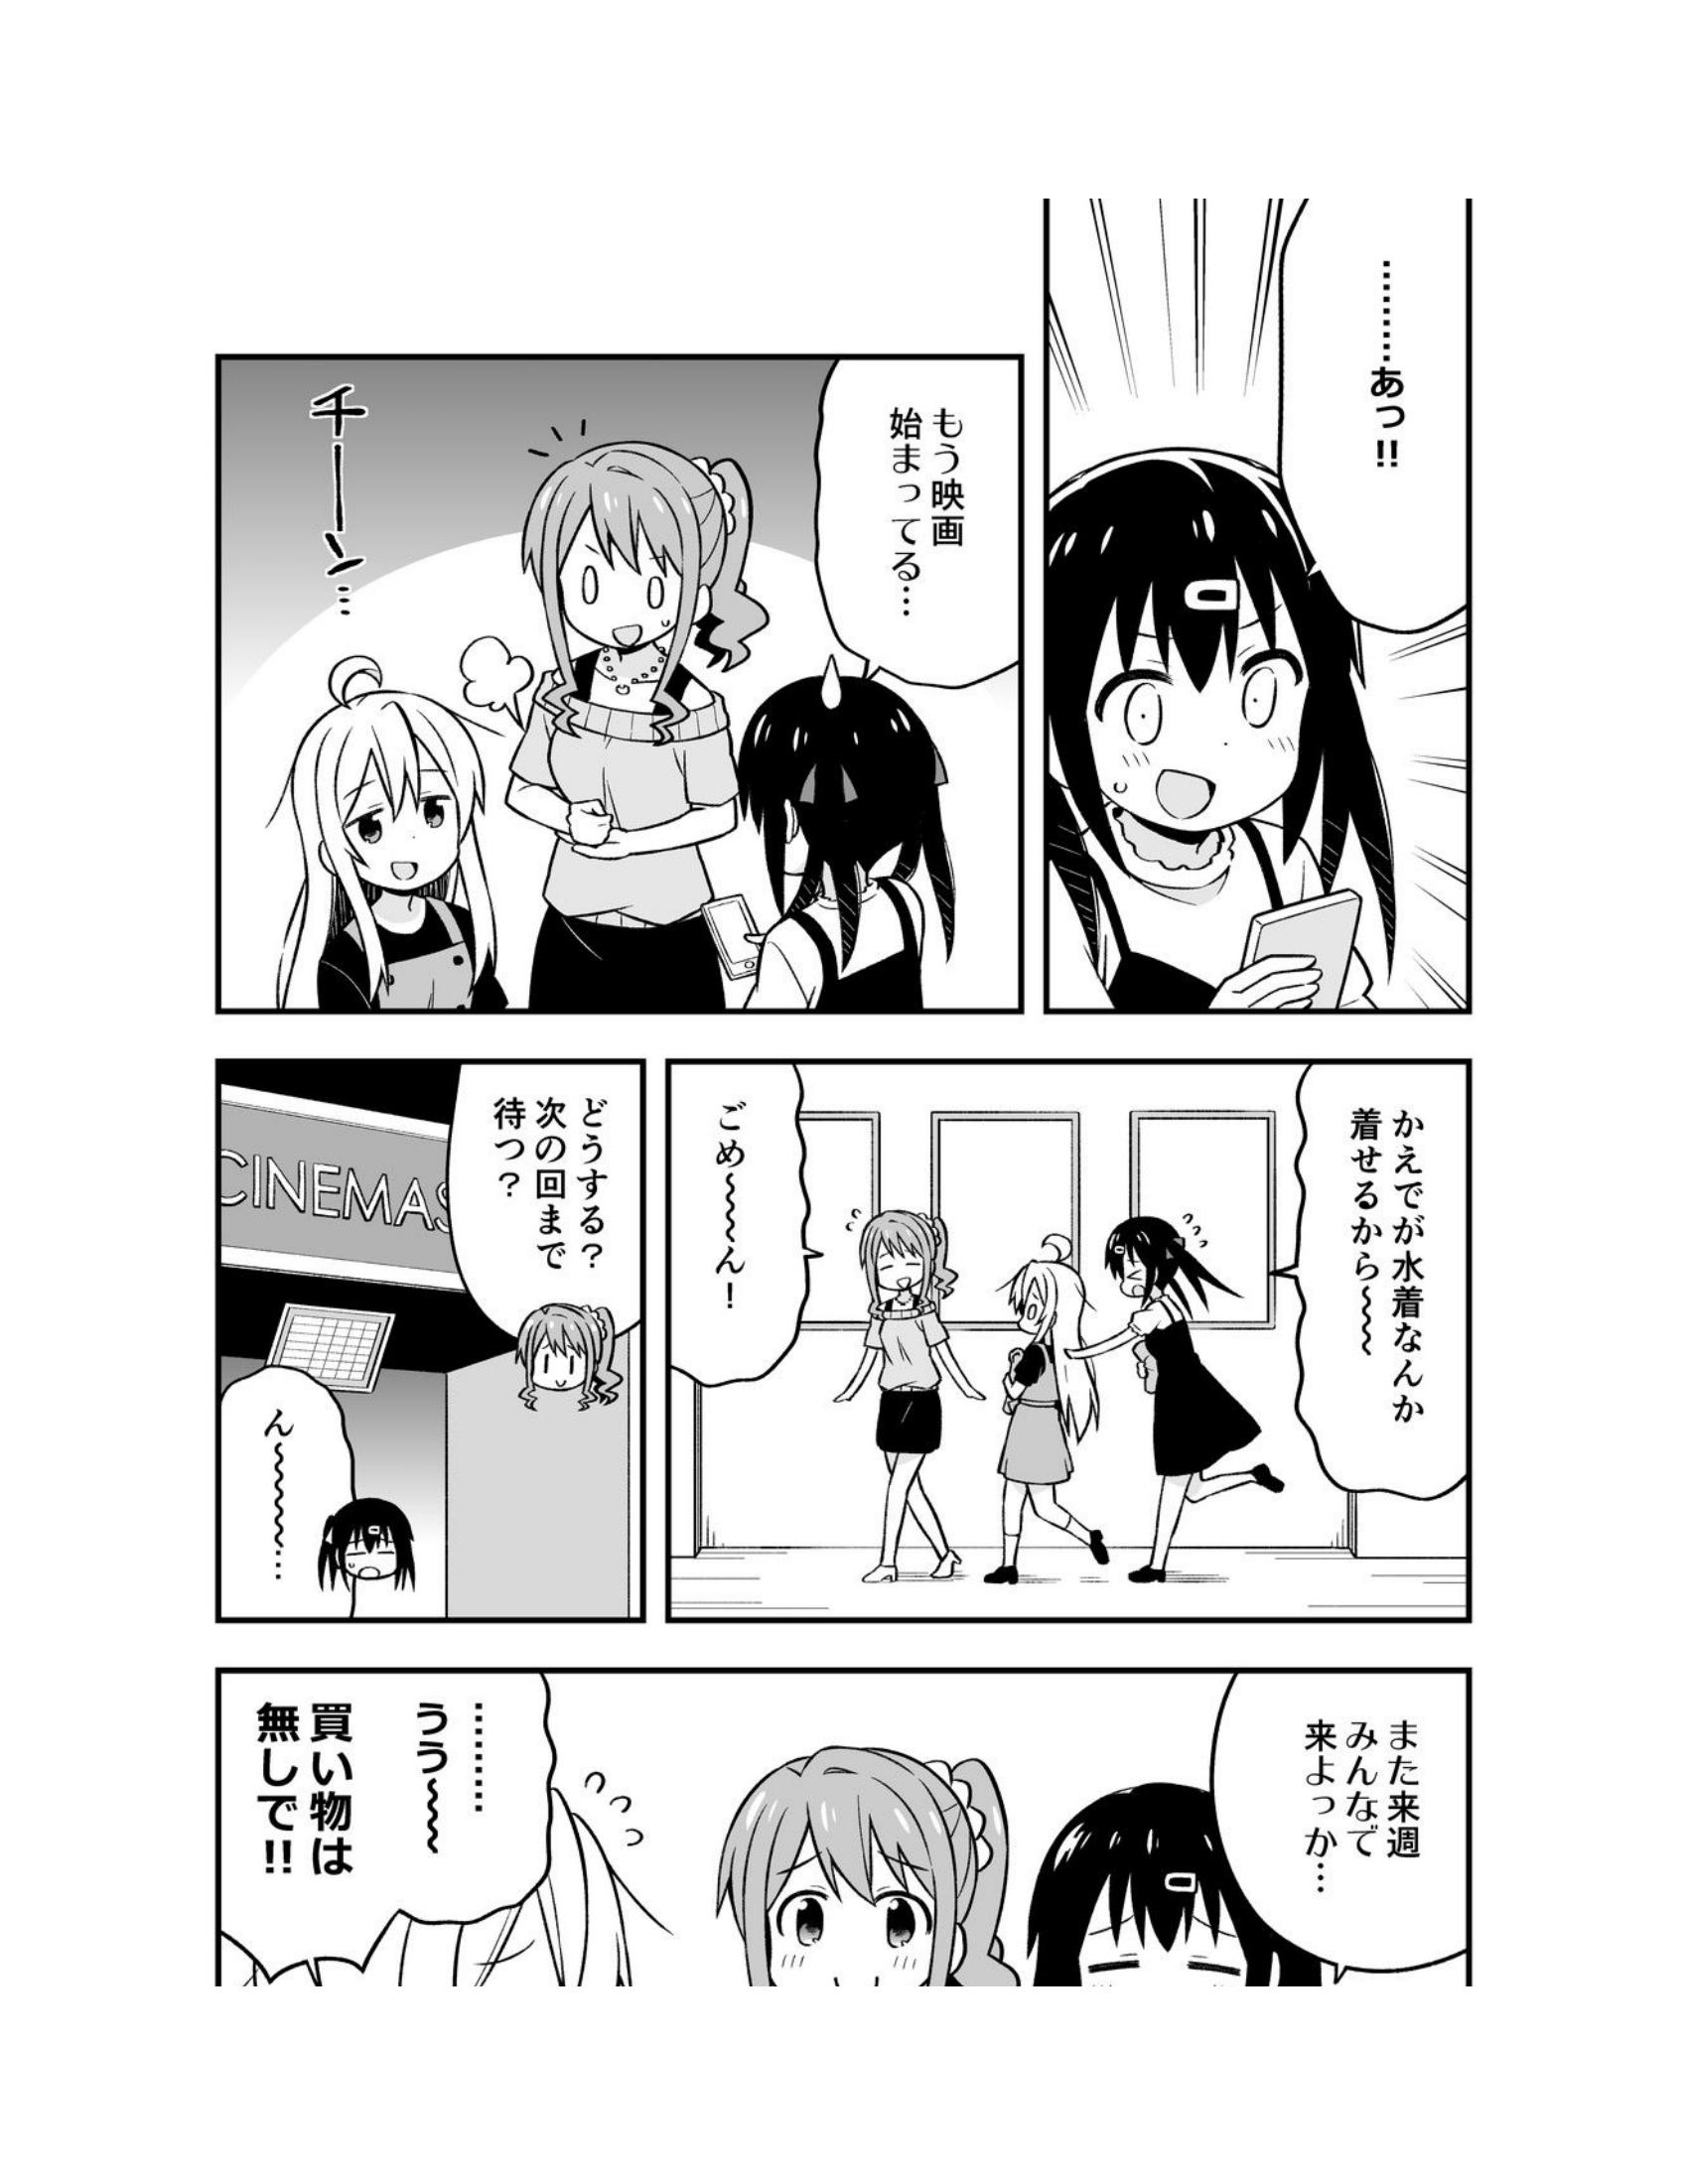 …………あっ!!
もう映画
始まってる…
チーン…
かえでが水着なんか
着せるから〜〜〜
ごめ〜〜〜ん！
どうする？
次の回まで
待つ？
CINEMAS
ん〜〜〜〜…
また来週
みんなで
来よっか…
………
うう〜〜〜
買い物は
無しで!!